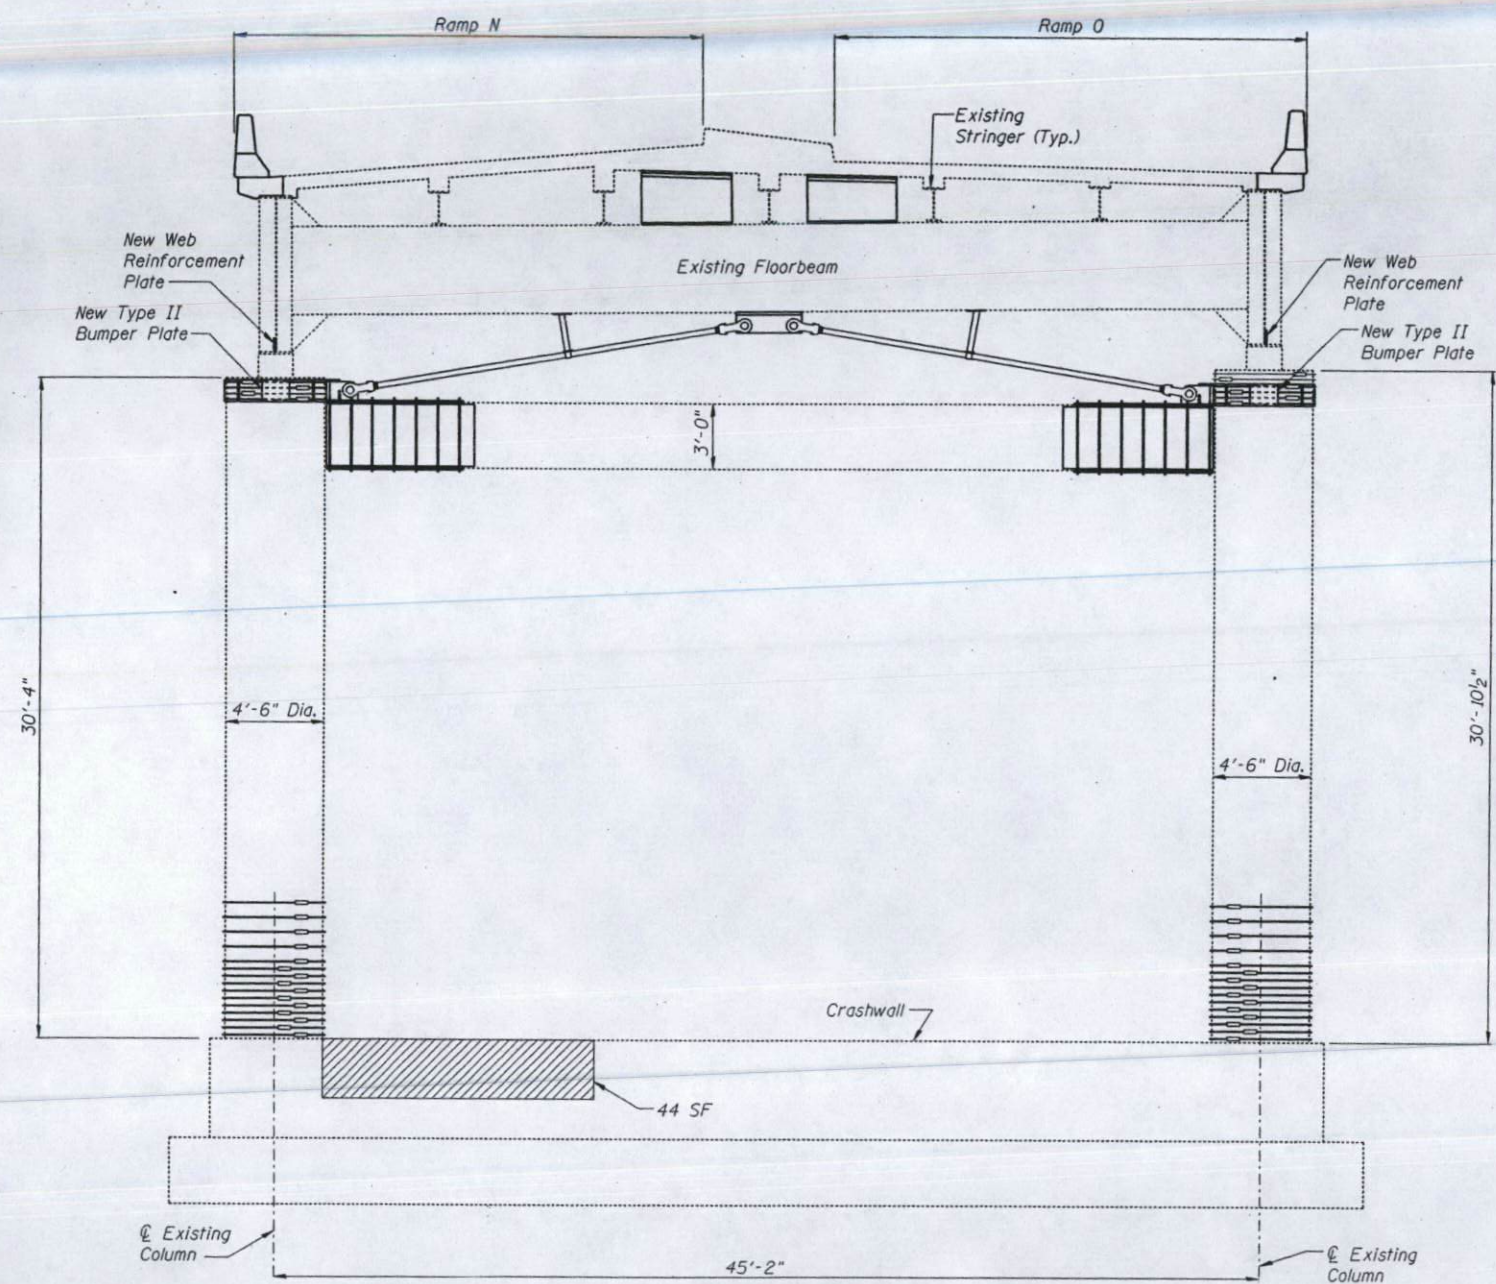 Ramp N
Ramp O
Existing
Stringer (Typ.)
New Web
Reinforcement
Plate
Existing Floorbeam
New Web
Reinforcement
Plate
New Type II
Bumper Plate
New Type II
Bumper Plate
3'-0"
30'-4"
4'-6" Dia.
30'-10½"
4'-6" Dia.
Crashwall
44 SF
℄ Existing
Column
45'-2"
℄ Existing
Column